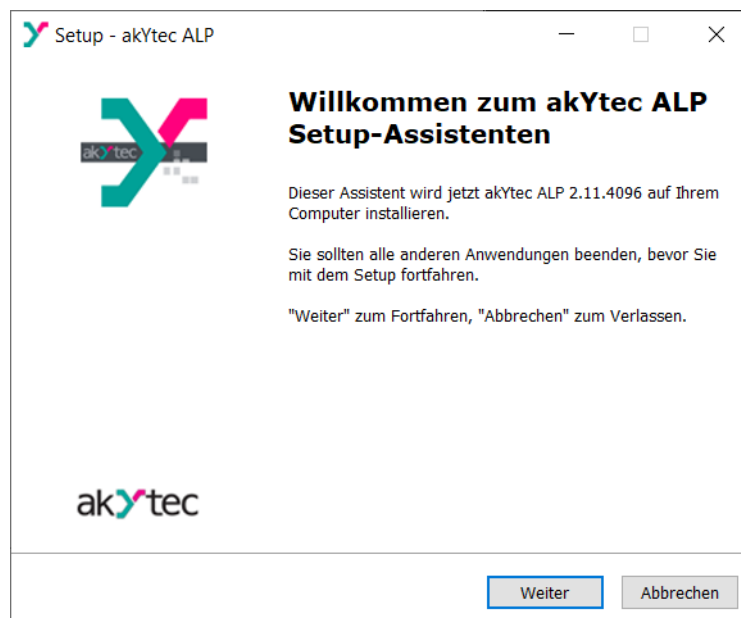 Setup - akYtec ALP
Willkommen zum akYtec ALP
Setup-Assistenten
akYtec
Dieser Assistent wird jetzt akYtec ALP 2.11.4096 auf Ihrem
Computer installieren.
Sie sollten alle anderen Anwendungen beenden, bevor Sie
mit dem Setup fortfahren.
"Weiter" zum Fortfahren, "Abbrechen" zum Verlassen.
akYtec
Weiter
Abbrechen